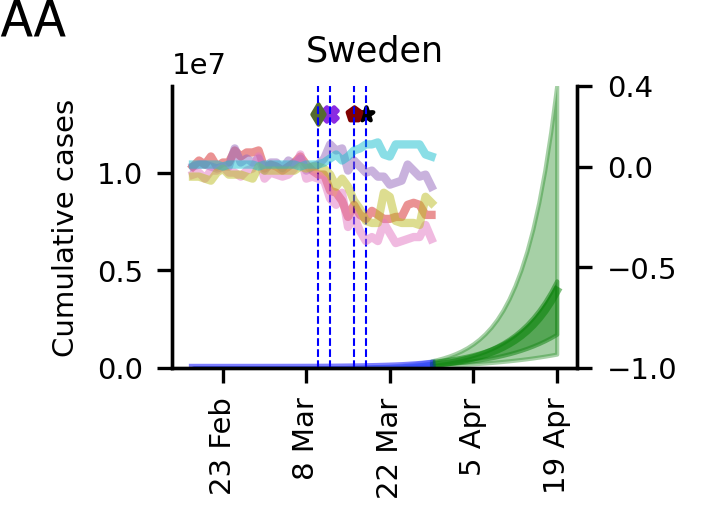 AA
Sweden
1e7
Cumulative cases
1.0
0.5
0.0
0.4
0.0
−0.5
−1.0
23 Feb
8 Mar
22 Mar
5 Apr
19 Apr